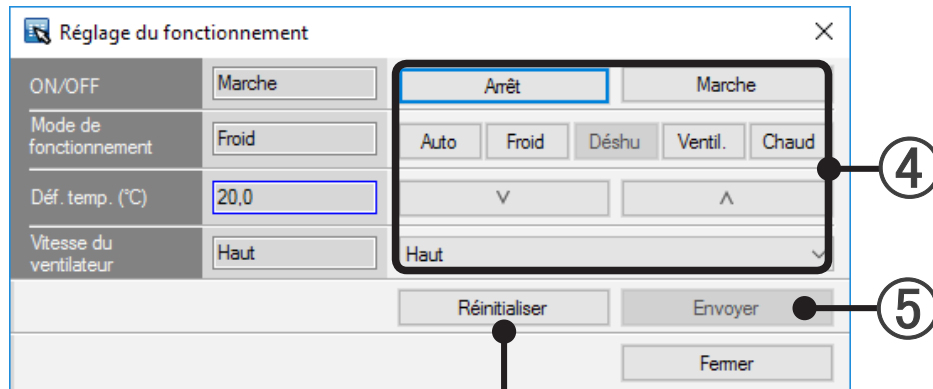 Réglage du fonctionnement
ON/OFF Marche Arrêt Marche
Mode de
fonctionnement Froid Auto Froid Déshu Ventil. Chaud
④
Déf. temp. (°C) 20,0
Vitesse du
ventilateur Haut Haut
Réinitialiser Envoyer ⑤
Fermer